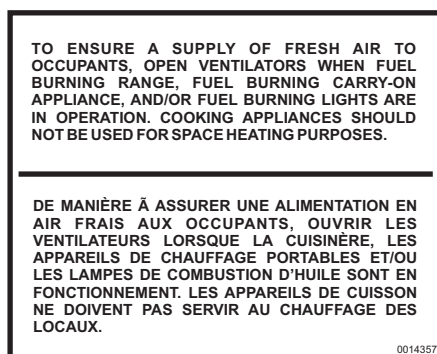 TO ENSURE A SUPPLY OF FRESH AIR TO
OCCUPANTS, OPEN VENTILATORS WHEN FUEL
BURNING RANGE, FUEL BURNING CARRY-ON
APPLIANCE, AND/OR FUEL BURNING LIGHTS ARE
IN OPERATION. COOKING APPLIANCES SHOULD
NOT BE USED FOR SPACE HEATING PURPOSES.
DE MANIÈRE Ã ASSURER UNE ALIMENTATION EN
AIR FRAIS AUX OCCUPANTS, OUVRIR LES
VENTILATEURS LORSQUE LA CUISINÈRE, LES
APPAREILS DE CHAUFFAGE PORTABLES ET/OU
LES LAMPES DE COMBUSTION D'HUILE SONT EN
FONCTIONNEMENT. LES APPAREILS DE CUISSON
NE DOIVENT PAS SERVIR AU CHAUFFAGE DES
LOCAUX.
0014357